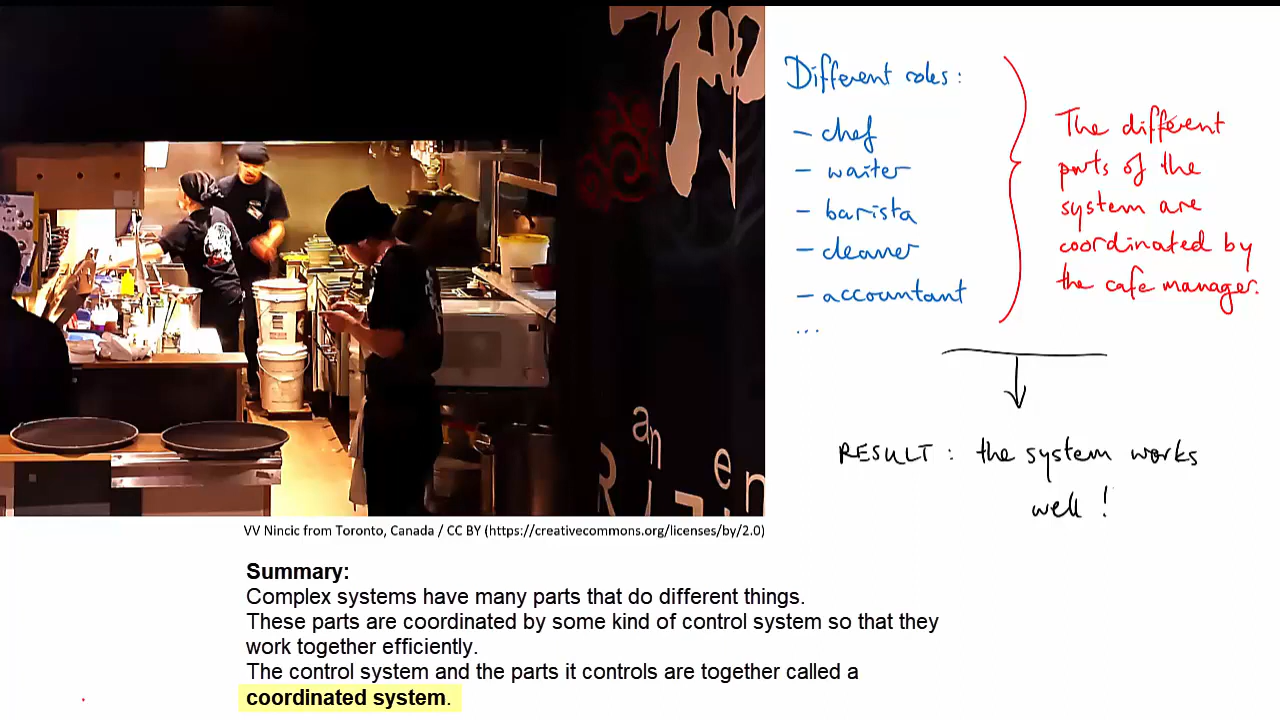 Different roles:
– chef
– waiter
– barista
– cleaner
– accountant
...
The different
parts of the
system are
coordinated by
the cafe manager.
RESULT: the system works
well!
an
en
VV Nincic from Toronto, Canada / CC BY (https://creativecommons.org/licenses/by/2.0)
Summary:
Complex systems have many parts that do different things.
These parts are coordinated by some kind of control system so that they
work together efficiently.
The control system and the parts it controls are together called a
coordinated system.